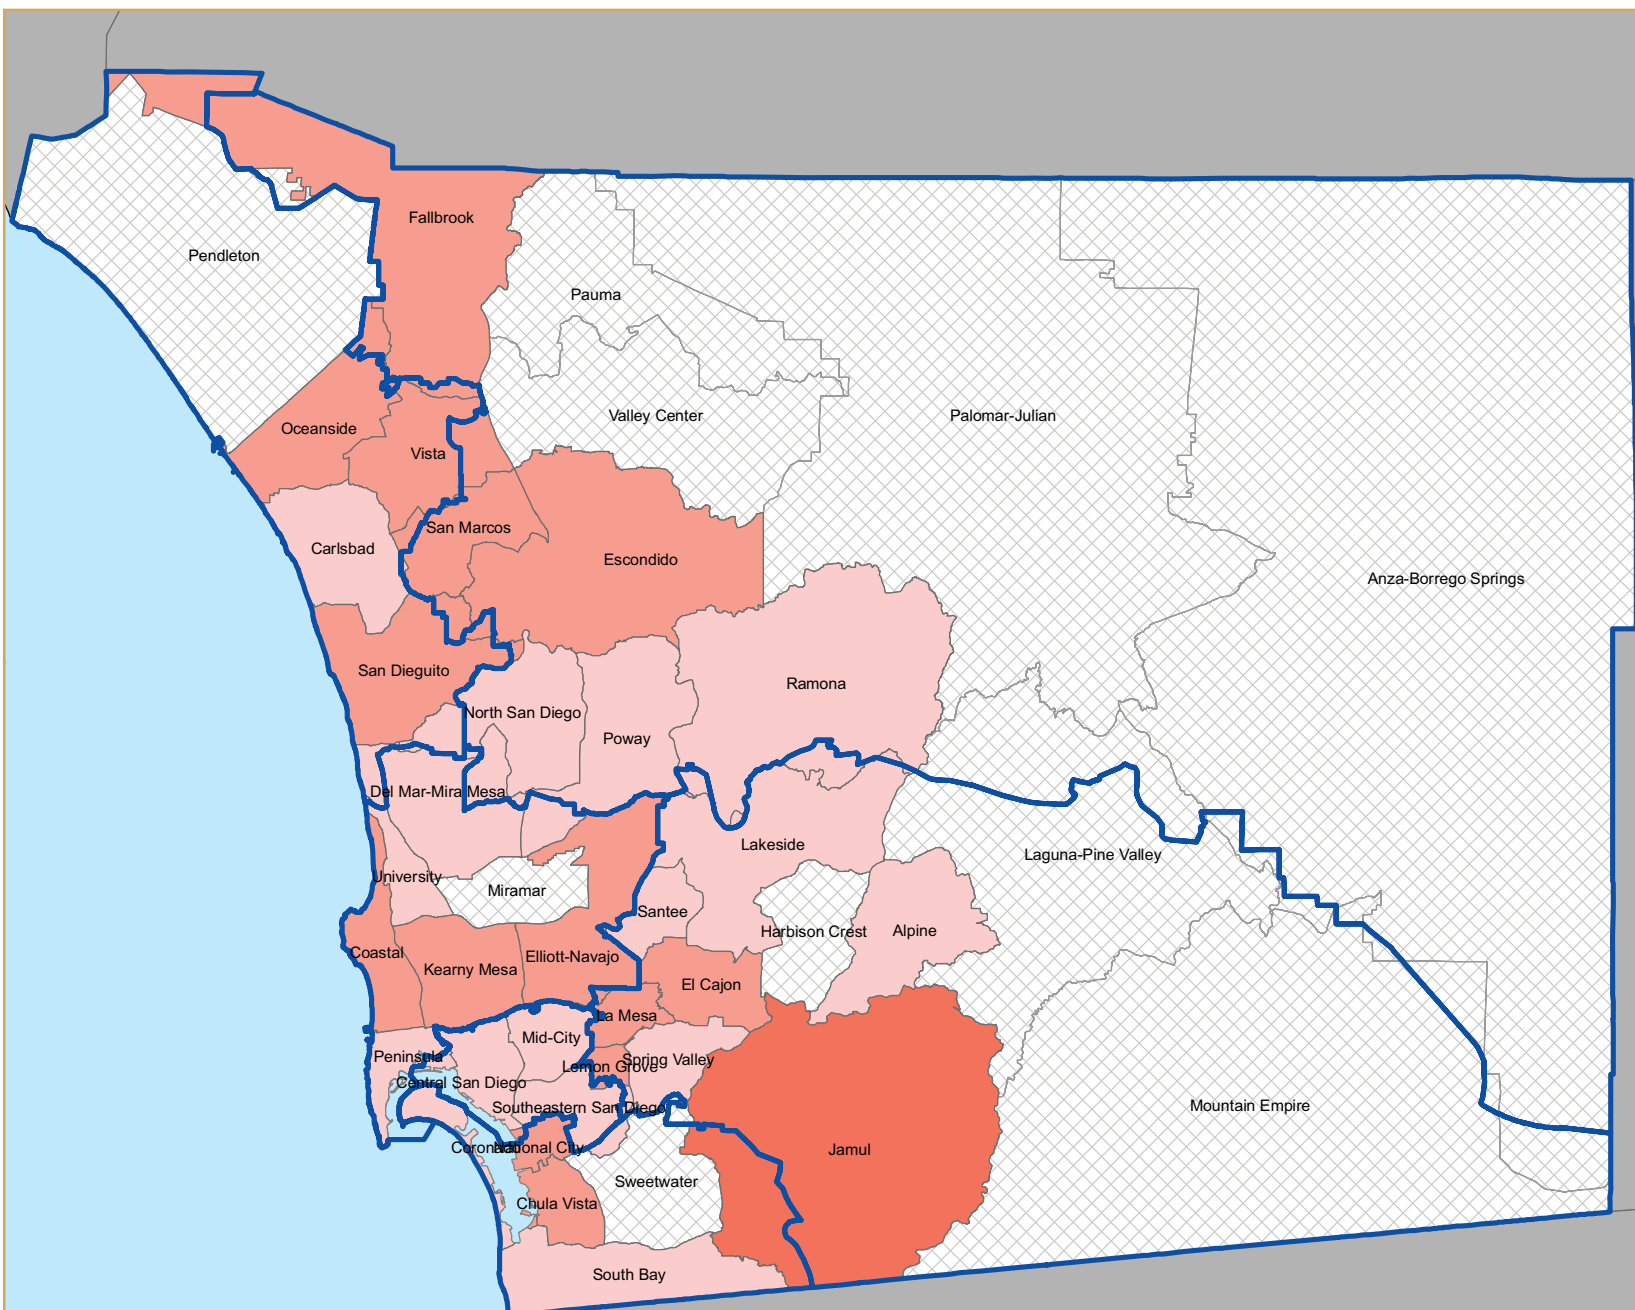 Fallbrook
Pendleton
Pauma
Valley Center
Palomar-Julian
Oceanside
Vista
San Marcos
Carlsbad
Escondido
Anza-Borrego Springs
San Dieguito
Ramona
North San Diego
Poway
Del Mar-Mira Mesa
Lakeside
Laguna-Pine Valley
University
Miramar
Santee
Harbison Crest
Alpine
Coastal
Elliott-Navajo
Kearny Mesa
El Cajon
La Mesa
Mid-City
Peninsula
Spring Valley
Lemon Grove
Central San Diego
Southeastern San Diego
Mountain Empire
Coronado
National City
Jamul
Sweetwater
Chula Vista
South Bay